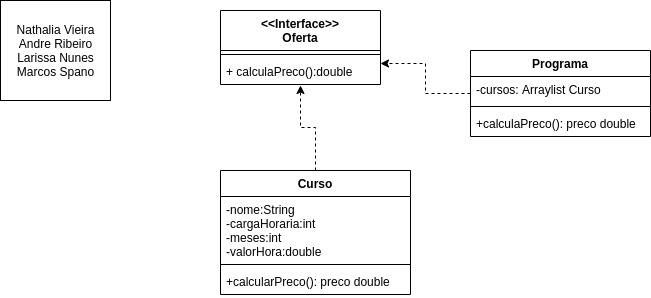 Nathalia Vieira
Andre Ribeiro
Larissa Nunes
Marcos Spano
<<Interface>>
Oferta
+ calculaPreco():double
Programa
-cursos: Arraylist Curso
+calculaPreco(): preco double
Curso
-nome:String
-cargaHoraria:int
-meses:int
-valorHora:double
+calcularPreco(): preco double